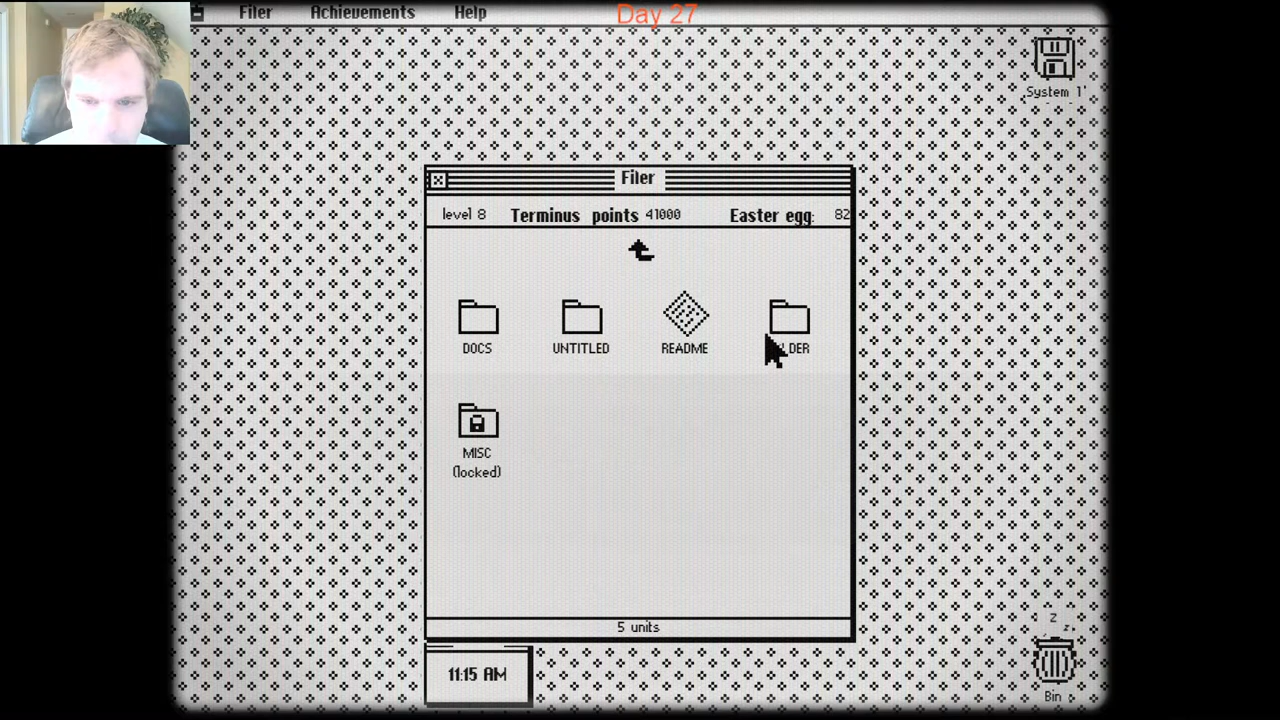 Filer Achievements Help
Day 27
System 1
Filer
level 8 Terminus points 41000 Easter egg: 82
DOCS UNTITLED README
MISC
(locked)
5 units
11:15 AM
z
z
Bin